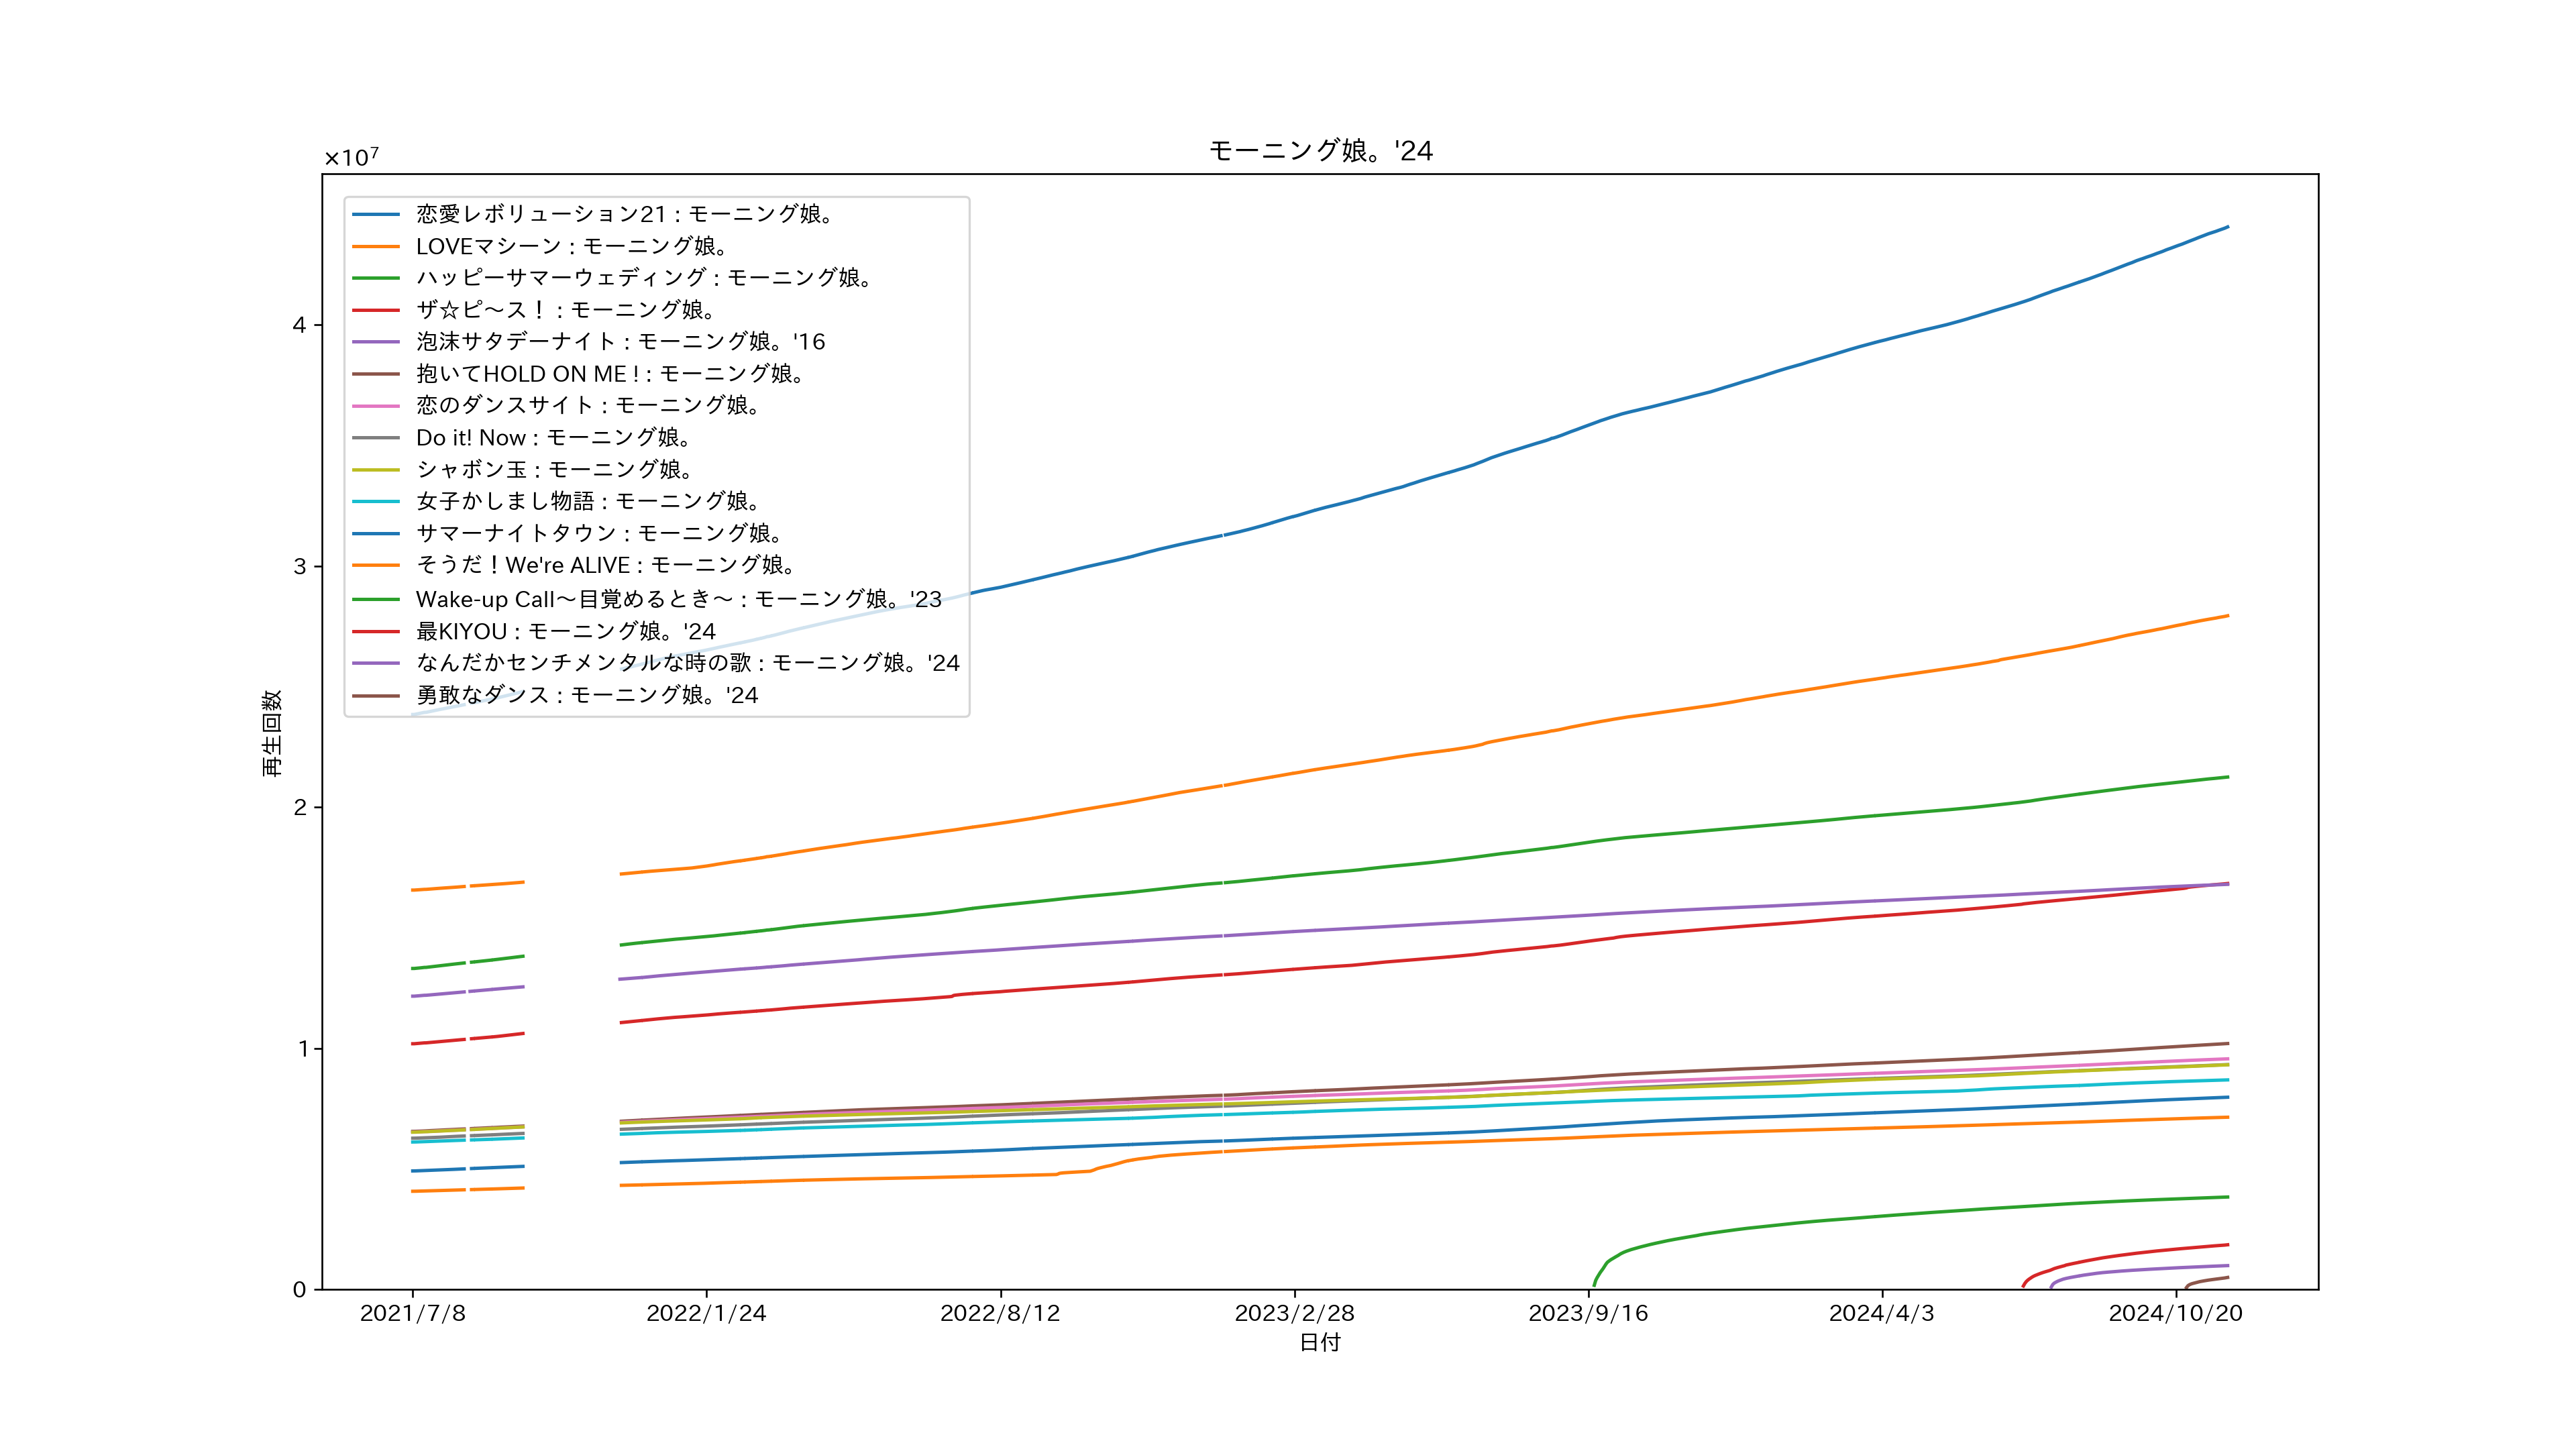 モーニング娘。'24
×10⁷
恋愛レボリューション21 : モーニング娘。
LOVEマシーン : モーニング娘。
ハッピーサマーウェディング : モーニング娘。
ザ☆ピ～ス！ : モーニング娘。
泡沫サタデーナイト : モーニング娘。'16
抱いてHOLD ON ME ! : モーニング娘。
恋のダンスサイト : モーニング娘。
Do it! Now : モーニング娘。
シャボン玉 : モーニング娘。
女子かしまし物語 : モーニング娘。
サマーナイトタウン : モーニング娘。
そうだ！We're ALIVE : モーニング娘。
Wake-up Call～目覚めるとき～ : モーニング娘。'23
最KIYOU : モーニング娘。'24
なんだかセンチメンタルな時の歌 : モーニング娘。'24
勇敢なダンス : モーニング娘。'24
4
3
2
1
0
再生回数
2021/7/8 2022/1/24 2022/8/12 2023/2/28 2023/9/16 2024/4/3 2024/10/20
日付